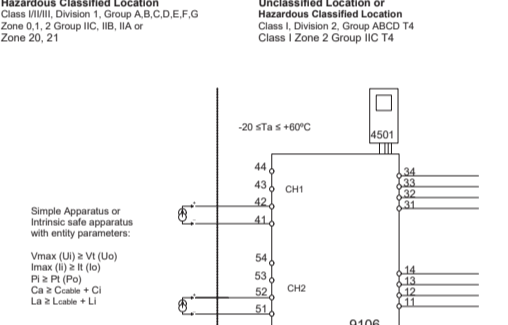 Hazardous Classified Location
Class I/II/III, Division 1, Group A,B,C,D,E,F,G
Zone 0,1, 2 Group IIC, IIB, IIA or
Zone 20, 21
Unclassified Location or
Hazardous Classified Location
Class I, Division 2, Group ABCD T4
Class I Zone 2 Group IIC T4
-20 ≤Ta ≤ +60ºC
4501
44
43
CH1
42
41
34
33
32
31
Simple Apparatus or
Intrinsic safe apparatus
with entity parameters:
Vmax (Ui) ≥ Vt (Uo)
Imax (Ii) ≥ It (Io)
Pi ≥ Pt (Po)
Ca ≥ Ccable + Ci
La ≥ Lcable + Li
54
53
CH2
52
51
14
13
12
11
9106